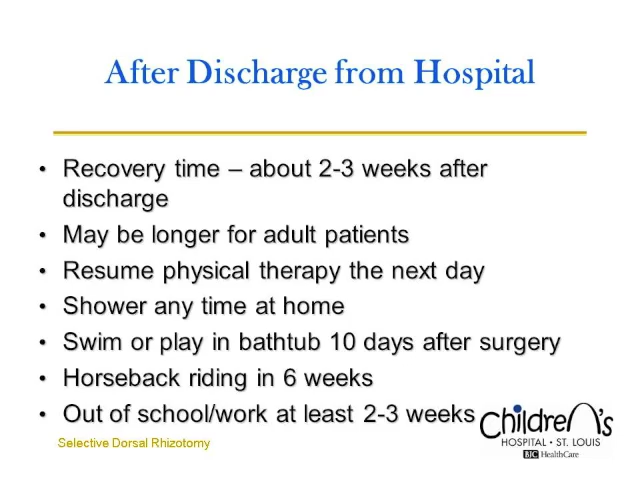 After Discharge from Hospital
• Recovery time – about 2-3 weeks after
discharge
• May be longer for adult patients
• Resume physical therapy the next day
• Shower any time at home
• Swim or play in bathtub 10 days after surgery
• Horseback riding in 6 weeks
• Out of school/work at least 2-3 weeks
Selective Dorsal Rhizotomy
Children's
HOSPITAL • ST. LOUIS
BJC HealthCare